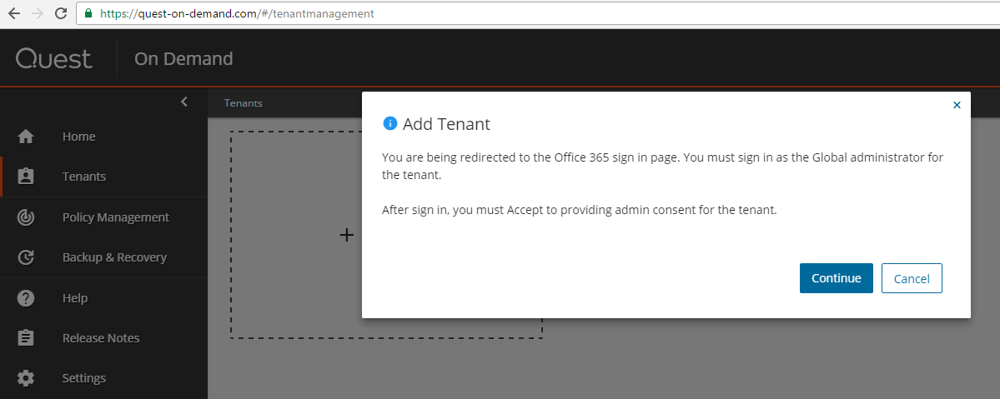 https://quest-on-demand.com/#/tenantmanagement
Quest On Demand
Tenants
Home
Tenants
Policy Management
Backup & Recovery
Help
Release Notes
Settings
Add Tenant
You are being redirected to the Office 365 sign in page. You must sign in as the Global administrator for
the tenant.
After sign in, you must Accept to providing admin consent for the tenant.
Continue Cancel